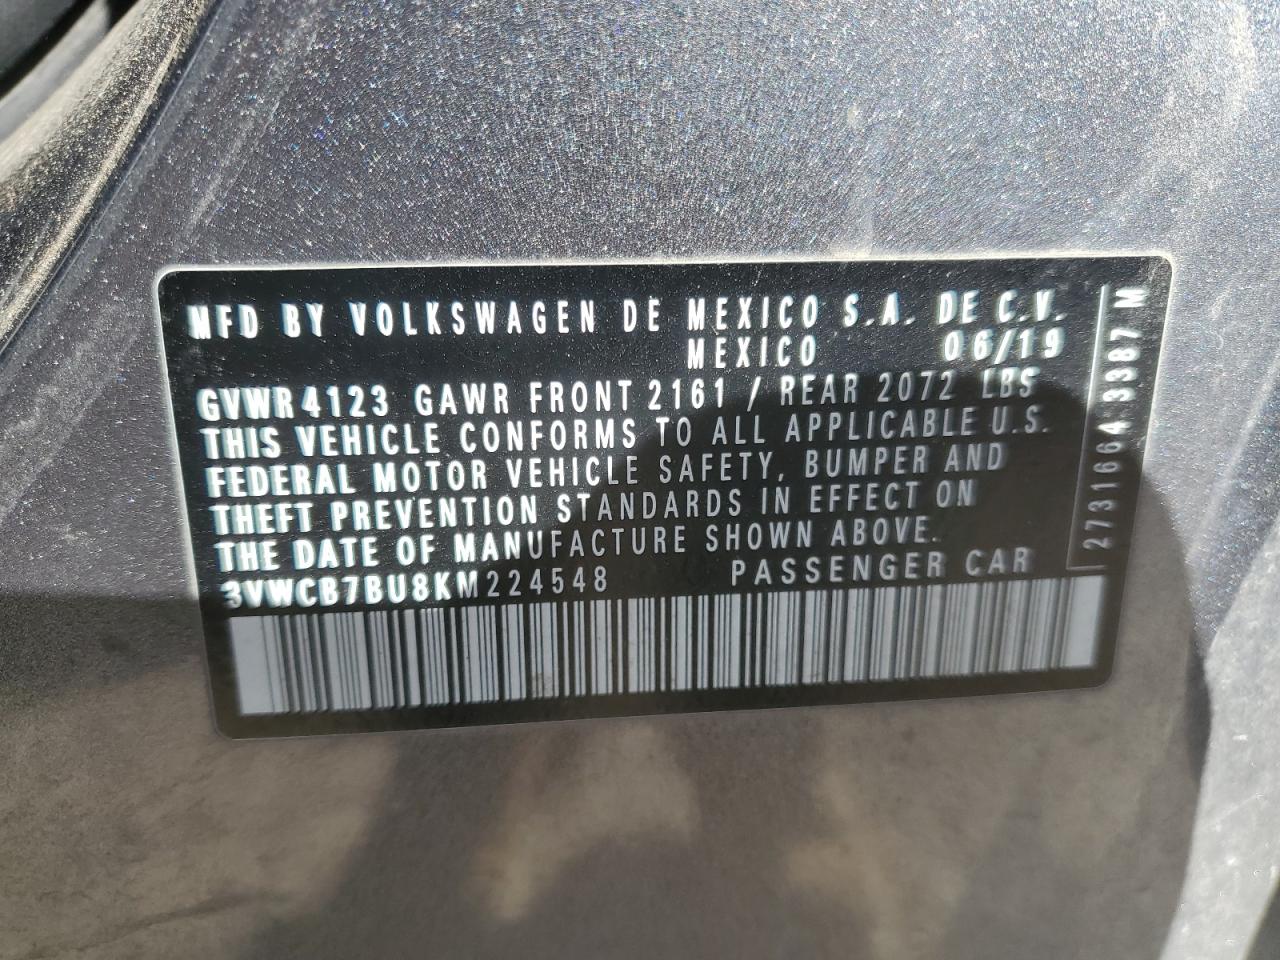 MFD BY VOLKSWAGEN DE MEXICO S.A. DE C.V.
MEXICO 06/19
GVWR 4123 GAWR FRONT 2161 / REAR 2072 LBS
THIS VEHICLE CONFORMS TO ALL APPLICABLE U.S.
FEDERAL MOTOR VEHICLE SAFETY, BUMPER AND
THEFT PREVENTION STANDARDS IN EFFECT ON
THE DATE OF MANUFACTURE SHOWN ABOVE.
3VWCB7BU8KM224548 PASSENGER CAR
2731664 3387 M